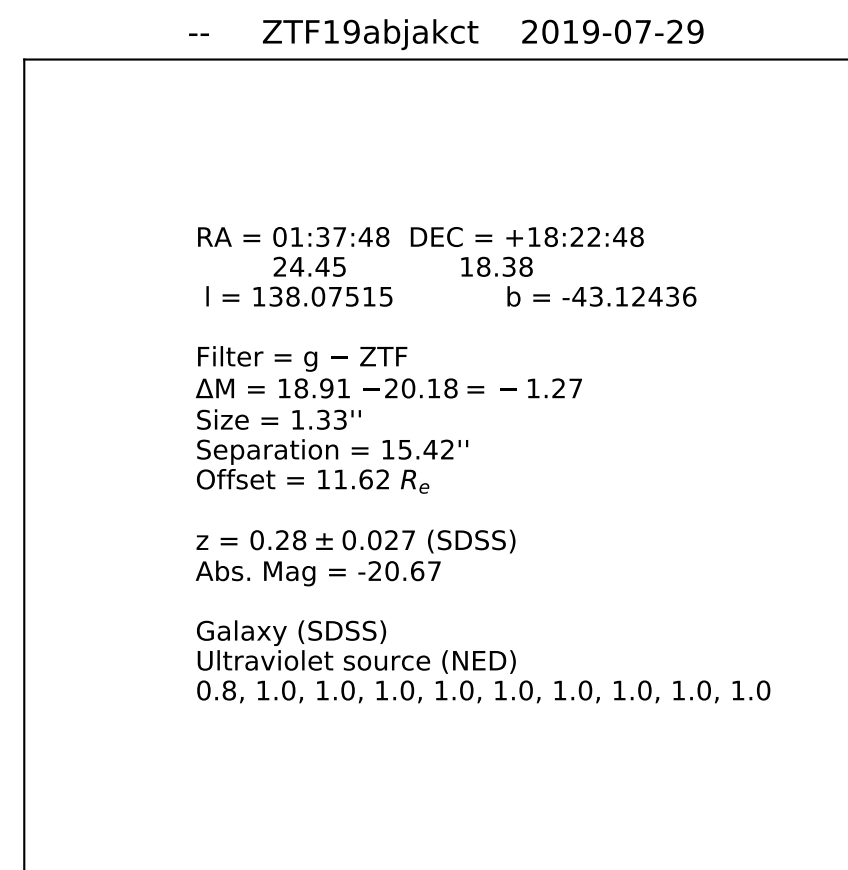 -- ZTF19abjakct 2019-07-29
RA = 01:37:48 DEC = +18:22:48
24.45 18.38
l = 138.07515 b = -43.12436
Filter = g − ZTF
ΔM = 18.91 −20.18 = − 1.27
Size = 1.33''
Separation = 15.42''
Offset = 11.62 Rₑ
z = 0.28 ± 0.027 (SDSS)
Abs. Mag = -20.67
Galaxy (SDSS)
Ultraviolet source (NED)
0.8, 1.0, 1.0, 1.0, 1.0, 1.0, 1.0, 1.0, 1.0, 1.0